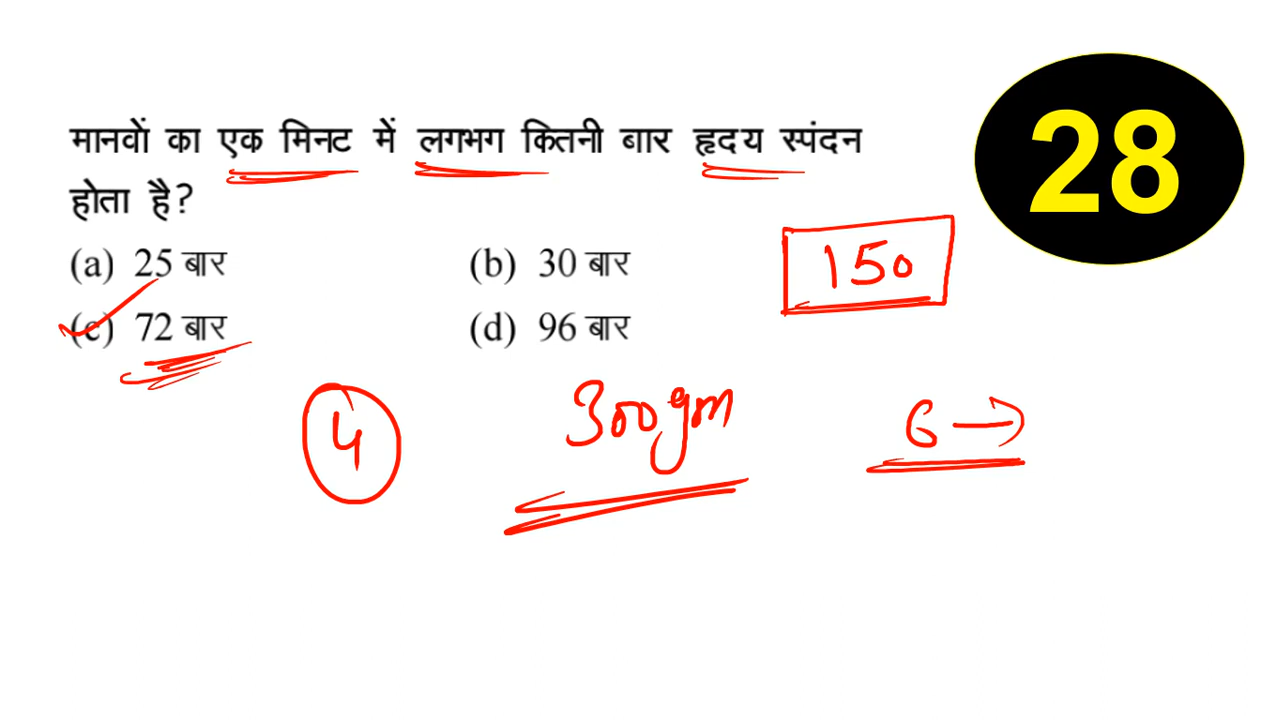 मानवों का एक मिनट में लगभग कितनी बार हृदय स्पंदन
होता है?
28
(a) 25 बार
(b) 30 बार
150
(c) 72 बार
(d) 96 बार
4
300gm
6 →